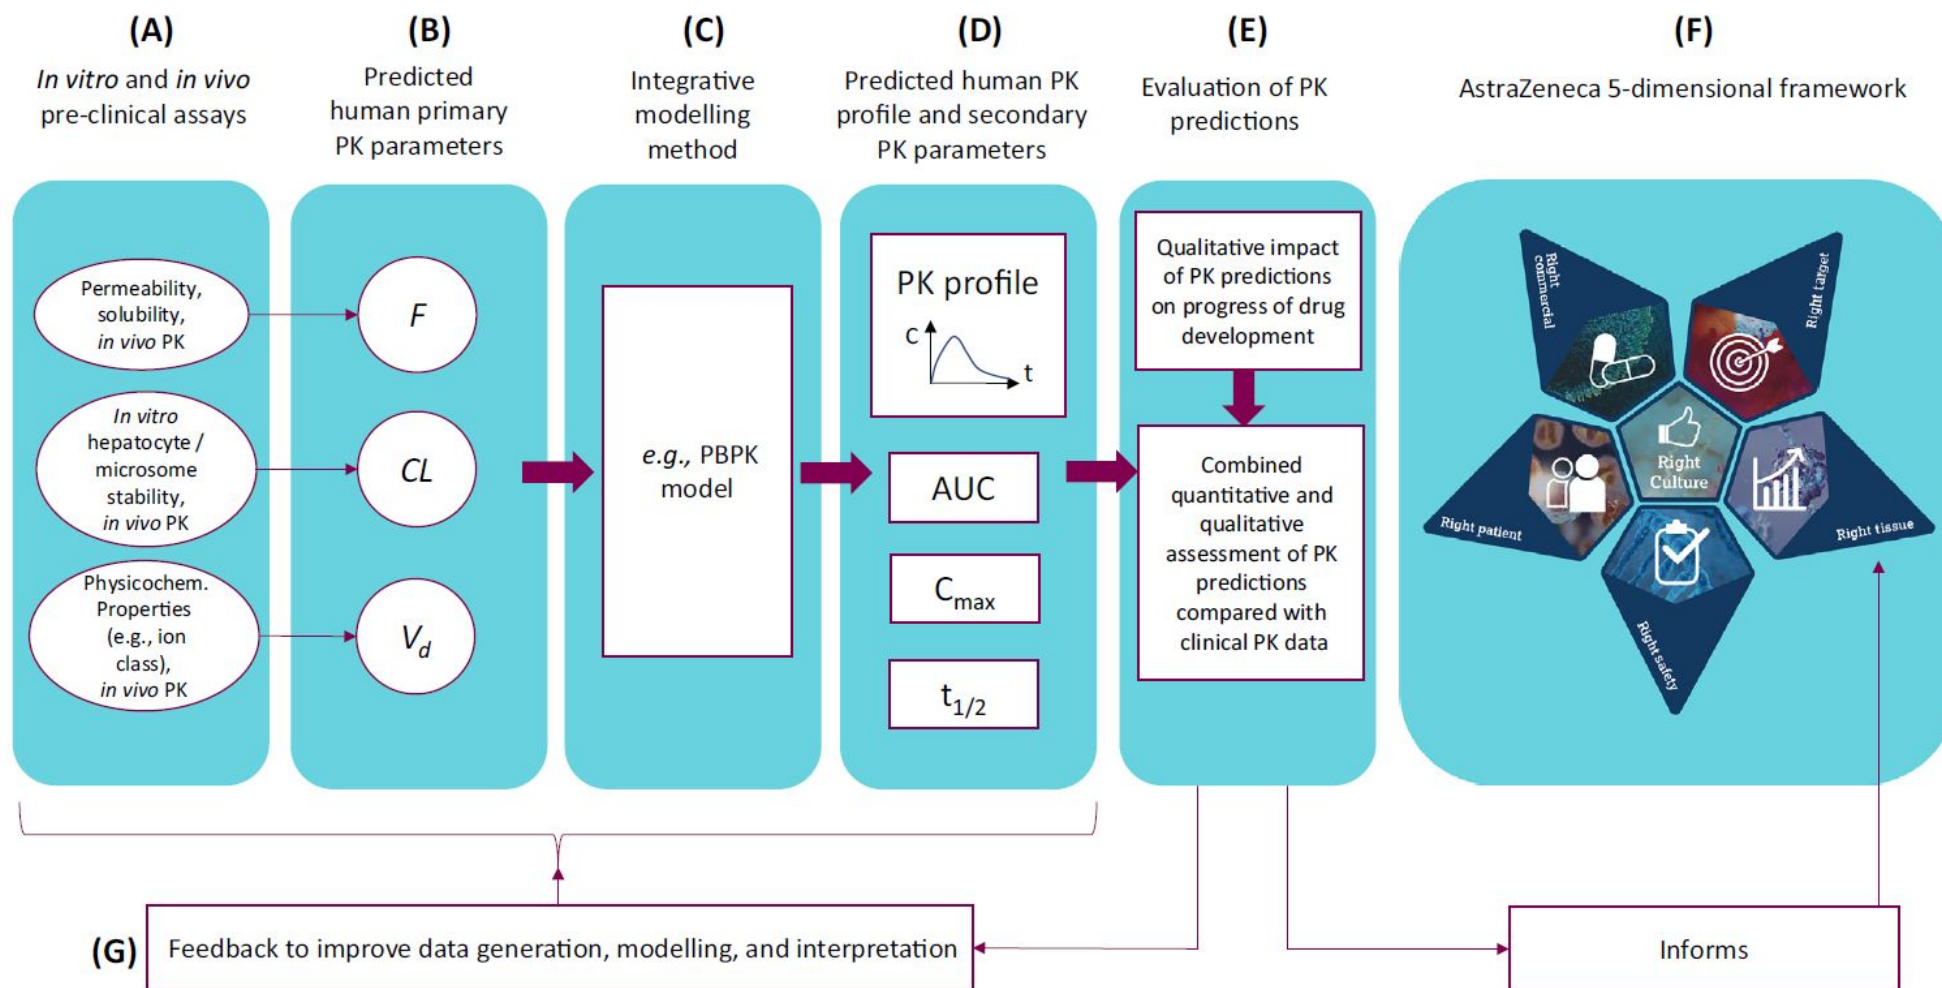 (A)
In vitro and in vivo
pre-clinical assays
(B)
Predicted
human primary
PK parameters
(C)
Integrative
modelling
method
(D)
Predicted human PK
profile and secondary
PK parameters
(E)
Evaluation of PK
predictions
(F)
AstraZeneca 5-dimensional framework
Permeability,
solubility,
in vivo PK
In vitro
hepatocyte /
microsome
stability,
in vivo PK
Physicochem.
Properties
(e.g., ion
class),
in vivo PK
F
CL
Vd
e.g., PBPK
model
PK profile
C
t
AUC
Cmax
t1/2
Qualitative impact
of PK predictions
on progress of drug
development
Combined
quantitative and
qualitative
assessment of PK
predictions
compared with
clinical PK data
Right
commercial
Right target
Right
Culture
Right patient
Right tissue
Right safety
(G)
Feedback to improve data generation, modelling, and interpretation
Informs